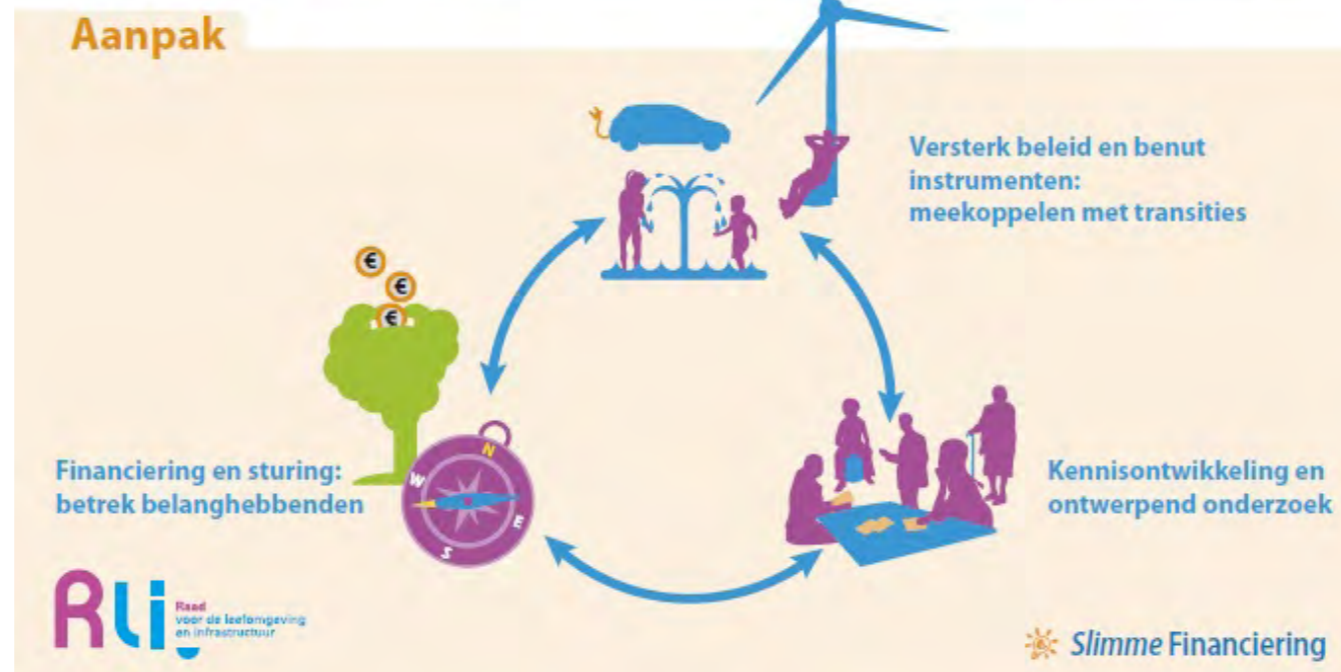 Aanpak
Versterk beleid en benut
instrumenten:
meekoppelen met transities
€
€
€
Financiering en sturing:
betrek belanghebbenden
N
W
E
S
Kennisontwikkeling en
ontwerpend onderzoek
Rli
Raad
voor de leefomgeving
en infrastructuur
Slimme Financiering